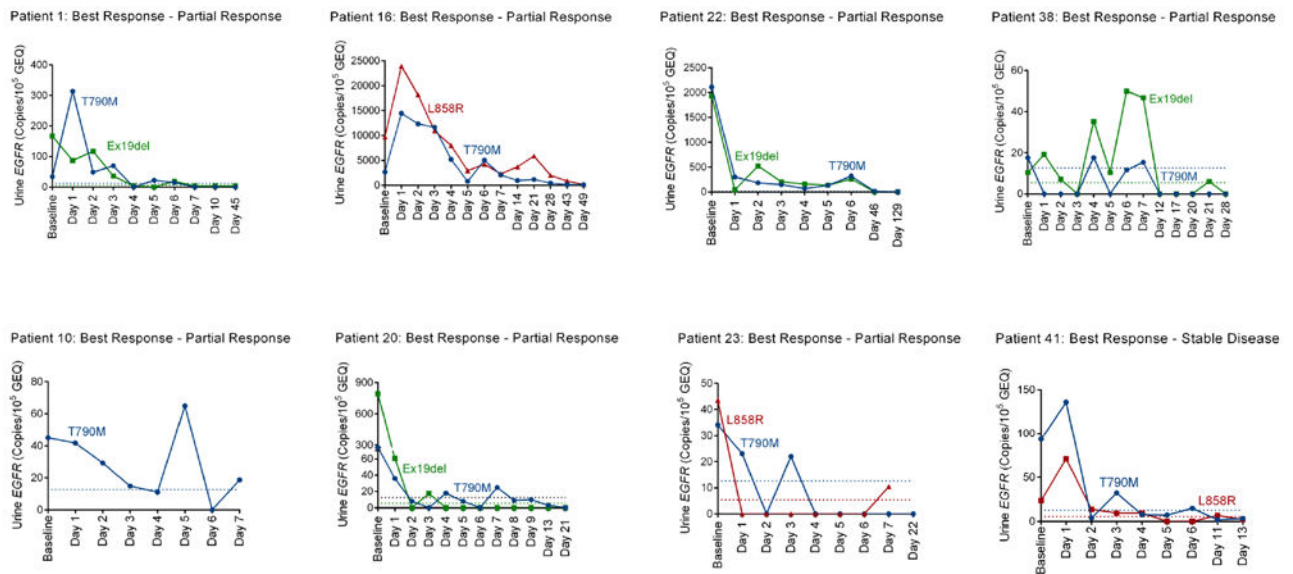 Patient 1: Best Response - Partial Response
Urine EGFR (Copies/10⁵ GEQ)
400
300
200
100
0
T790M
Ex19del
Baseline
Day 1
Day 2
Day 3
Day 4
Day 5
Day 6
Day 7
Day 10
Day 45
Patient 16: Best Response - Partial Response
Urine EGFR (Copies/10⁵ GEQ)
25000
20000
15000
10000
5000
0
L858R
T790M
Baseline
Day 1
Day 2
Day 3
Day 4
Day 5
Day 6
Day 7
Day 14
Day 21
Day 28
Day 43
Day 49
Patient 22: Best Response - Partial Response
Urine EGFR (Copies/10⁵ GEQ)
2500
2000
1500
1000
500
0
Ex19del
T790M
Baseline
Day 1
Day 2
Day 3
Day 4
Day 5
Day 6
Day 46
Day 129
Patient 38: Best Response - Partial Response
Urine EGFR (Copies/10⁵ GEQ)
60
40
20
0
Ex19del
T790M
Baseline
Day 1
Day 2
Day 3
Day 4
Day 5
Day 6
Day 7
Day 12
Day 17
Day 20
Day 21
Day 28
Patient 10: Best Response - Partial Response
Urine EGFR (Copies/10⁵ GEQ)
80
60
40
20
0
T790M
Baseline
Day 1
Day 2
Day 3
Day 4
Day 5
Day 6
Day 7
Patient 20: Best Response - Partial Response
Urine EGFR (Copies/10⁵ GEQ)
900
600
300
60
40
20
0
Ex19del
T790M
Baseline
Day 1
Day 2
Day 3
Day 4
Day 5
Day 6
Day 7
Day 8
Day 9
Day 13
Day 21
Patient 23: Best Response - Partial Response
Urine EGFR (Copies/10⁵ GEQ)
50
40
30
20
10
0
L858R
T790M
Baseline
Day 1
Day 2
Day 3
Day 4
Day 5
Day 6
Day 7
Day 22
Patient 41: Best Response - Stable Disease
Urine EGFR (Copies/10⁵ GEQ)
150
100
50
0
T790M
L858R
Baseline
Day 1
Day 2
Day 3
Day 4
Day 5
Day 6
Day 11
Day 13